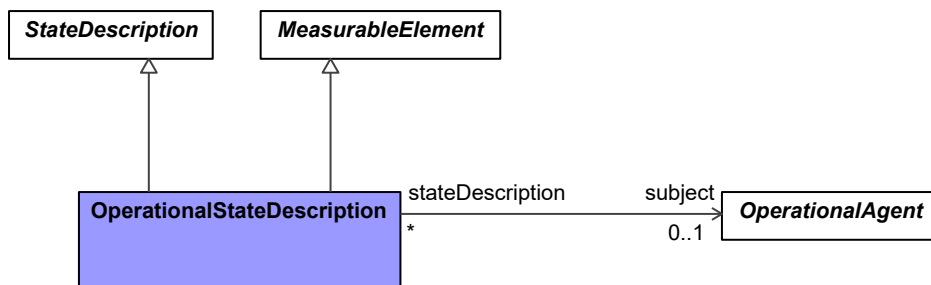 StateDescription
MeasurableElement
OperationalStateDescription
stateDescription
subject
*
0..1
OperationalAgent